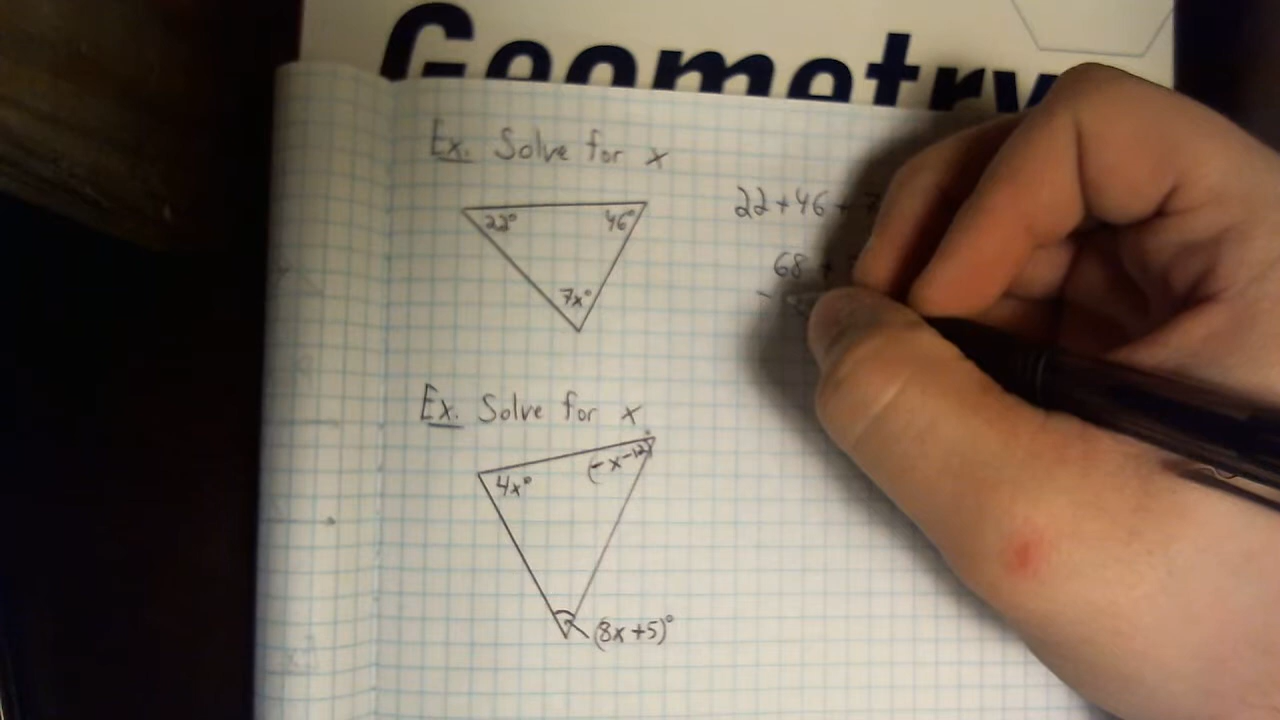 Geometry
Ex. Solve for x
22° 46°
7x°
22+46+
68 +
-
Ex. Solve for x
4x° (-x-12)
(8x+5)°